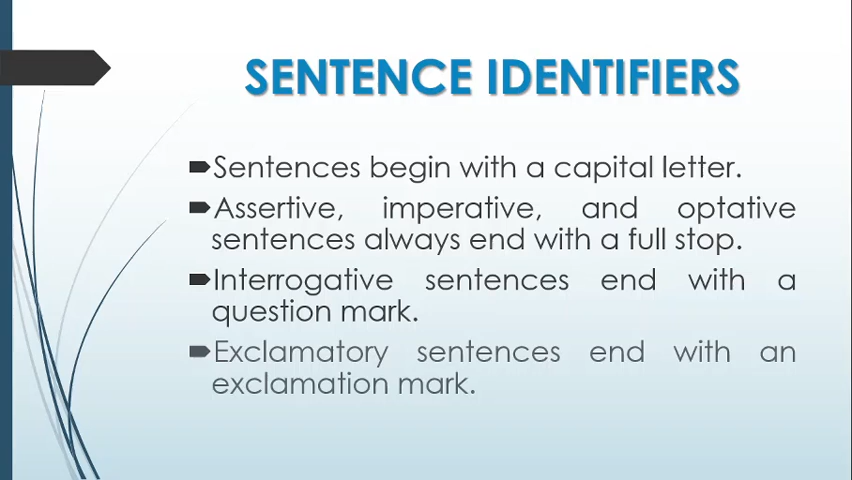 SENTENCE IDENTIFIERS
Sentences begin with a capital letter.
Assertive, imperative, and optative
sentences always end with a full stop.
Interrogative sentences end with a
question mark.
Exclamatory sentences end with an
exclamation mark.